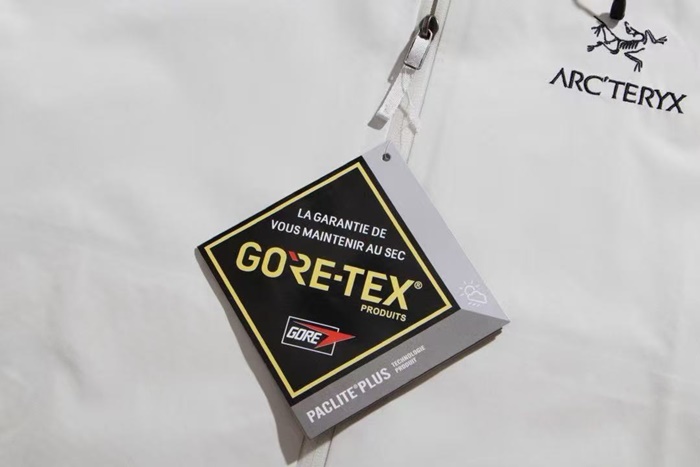 ARC'TERYX
LA GARANTIE DE
VOUS MAINTENIR AU SEC
GORE-TEX®
PRODUITS
GORE
PACLITE® PLUS
TECHNOLOGIE
PRODUIT